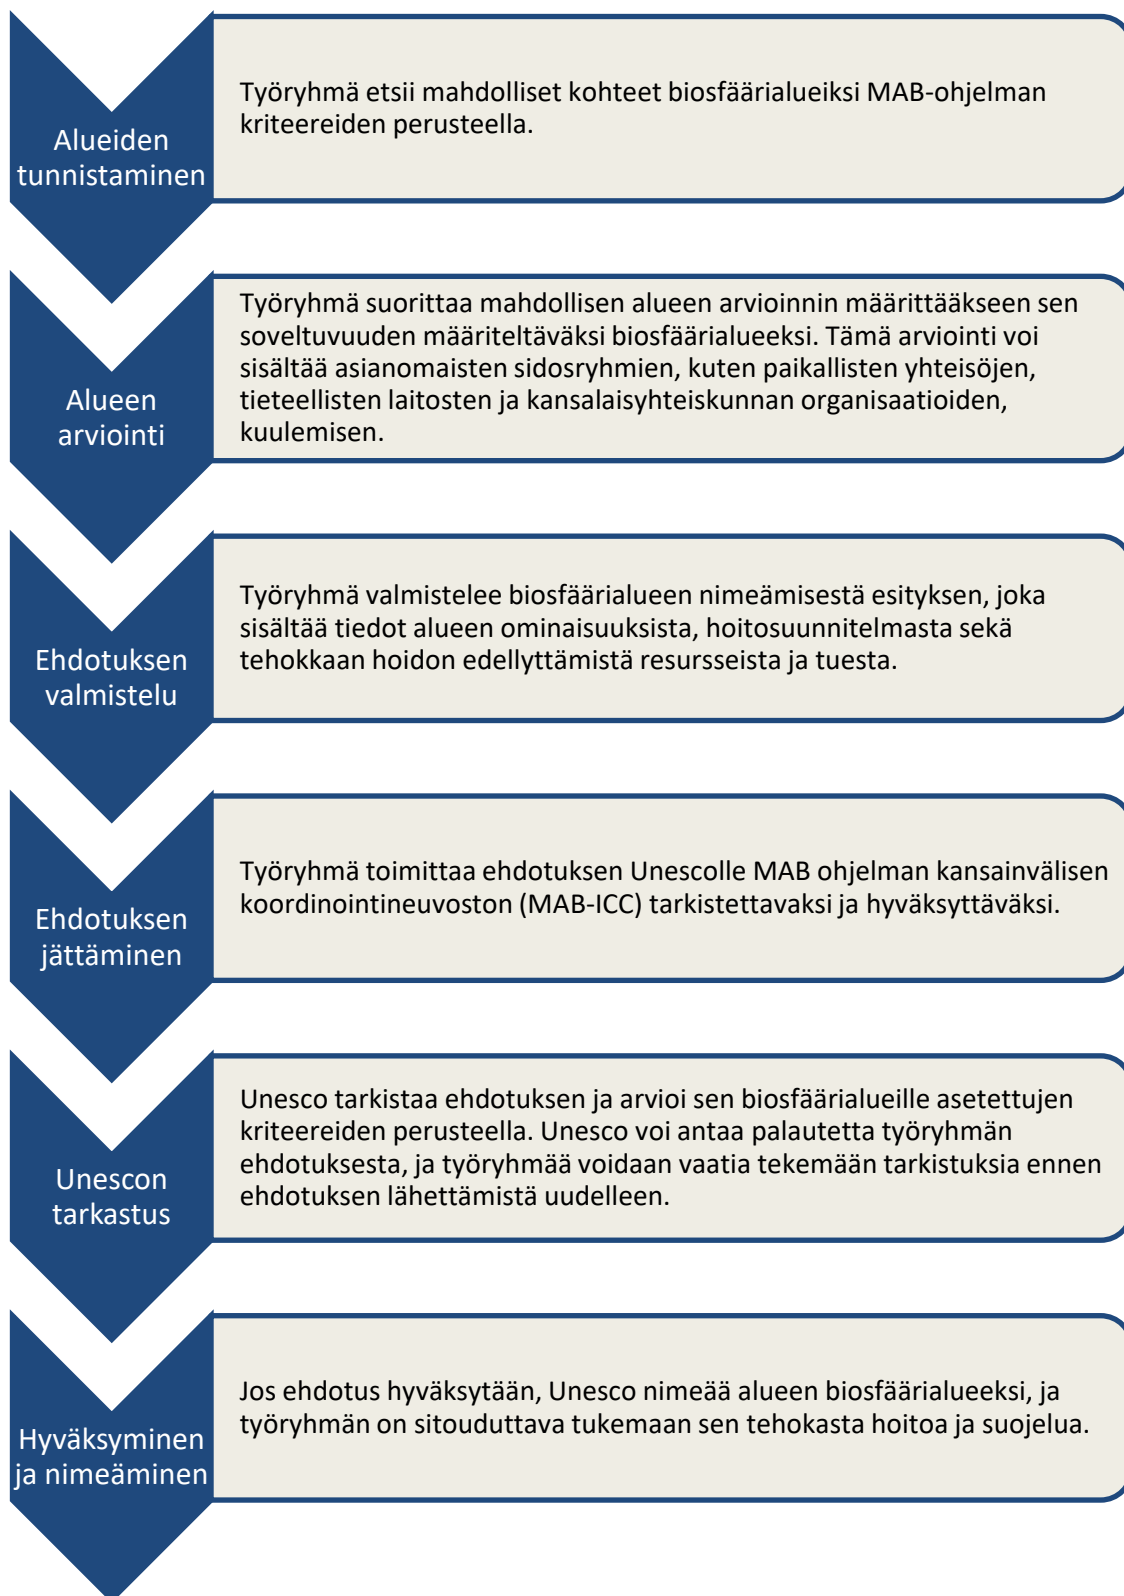 Alueiden
tunnistaminen
Työryhmä etsii mahdolliset kohteet biosfäärialueiksi MAB-ohjelman
kriteereiden perusteella.
Alueen
arviointi
Työryhmä suorittaa mahdollisen alueen arvioinnin määrittääkseen sen
soveltuvuuden määriteltäväksi biosfäärialueeksi. Tämä arviointi voi
sisältää asianomaisten sidosryhmien, kuten paikallisten yhteisöjen,
tieteellisten laitosten ja kansalaisyhteiskunnan organisaatioiden,
kuulemisen.
Ehdotuksen
valmistelu
Työryhmä valmistelee biosfäärialueen nimeämisestä esityksen, joka
sisältää tiedot alueen ominaisuuksista, hoitosuunnitelmasta sekä
tehokkaan hoidon edellyttämistä resursseista ja tuesta.
Ehdotuksen
jättäminen
Työryhmä toimittaa ehdotuksen Unescolle MAB ohjelman kansainvälisen
koordinointineuvoston (MAB-ICC) tarkistettavaksi ja hyväksyttäväksi.
Unescon
tarkastus
Unesco tarkistaa ehdotuksen ja arvioi sen biosfäärialueille asetettujen
kriteereiden perusteella. Unesco voi antaa palautetta työryhmän
ehdotuksesta, ja työryhmää voidaan vaatia tekemään tarkistuksia ennen
ehdotuksen lähettämistä uudelleen.
Hyväksyminen
ja nimeäminen
Jos ehdotus hyväksytään, Unesco nimeää alueen biosfäärialueeksi, ja
työryhmän on sitouduttava tukemaan sen tehokasta hoitoa ja suojelua.